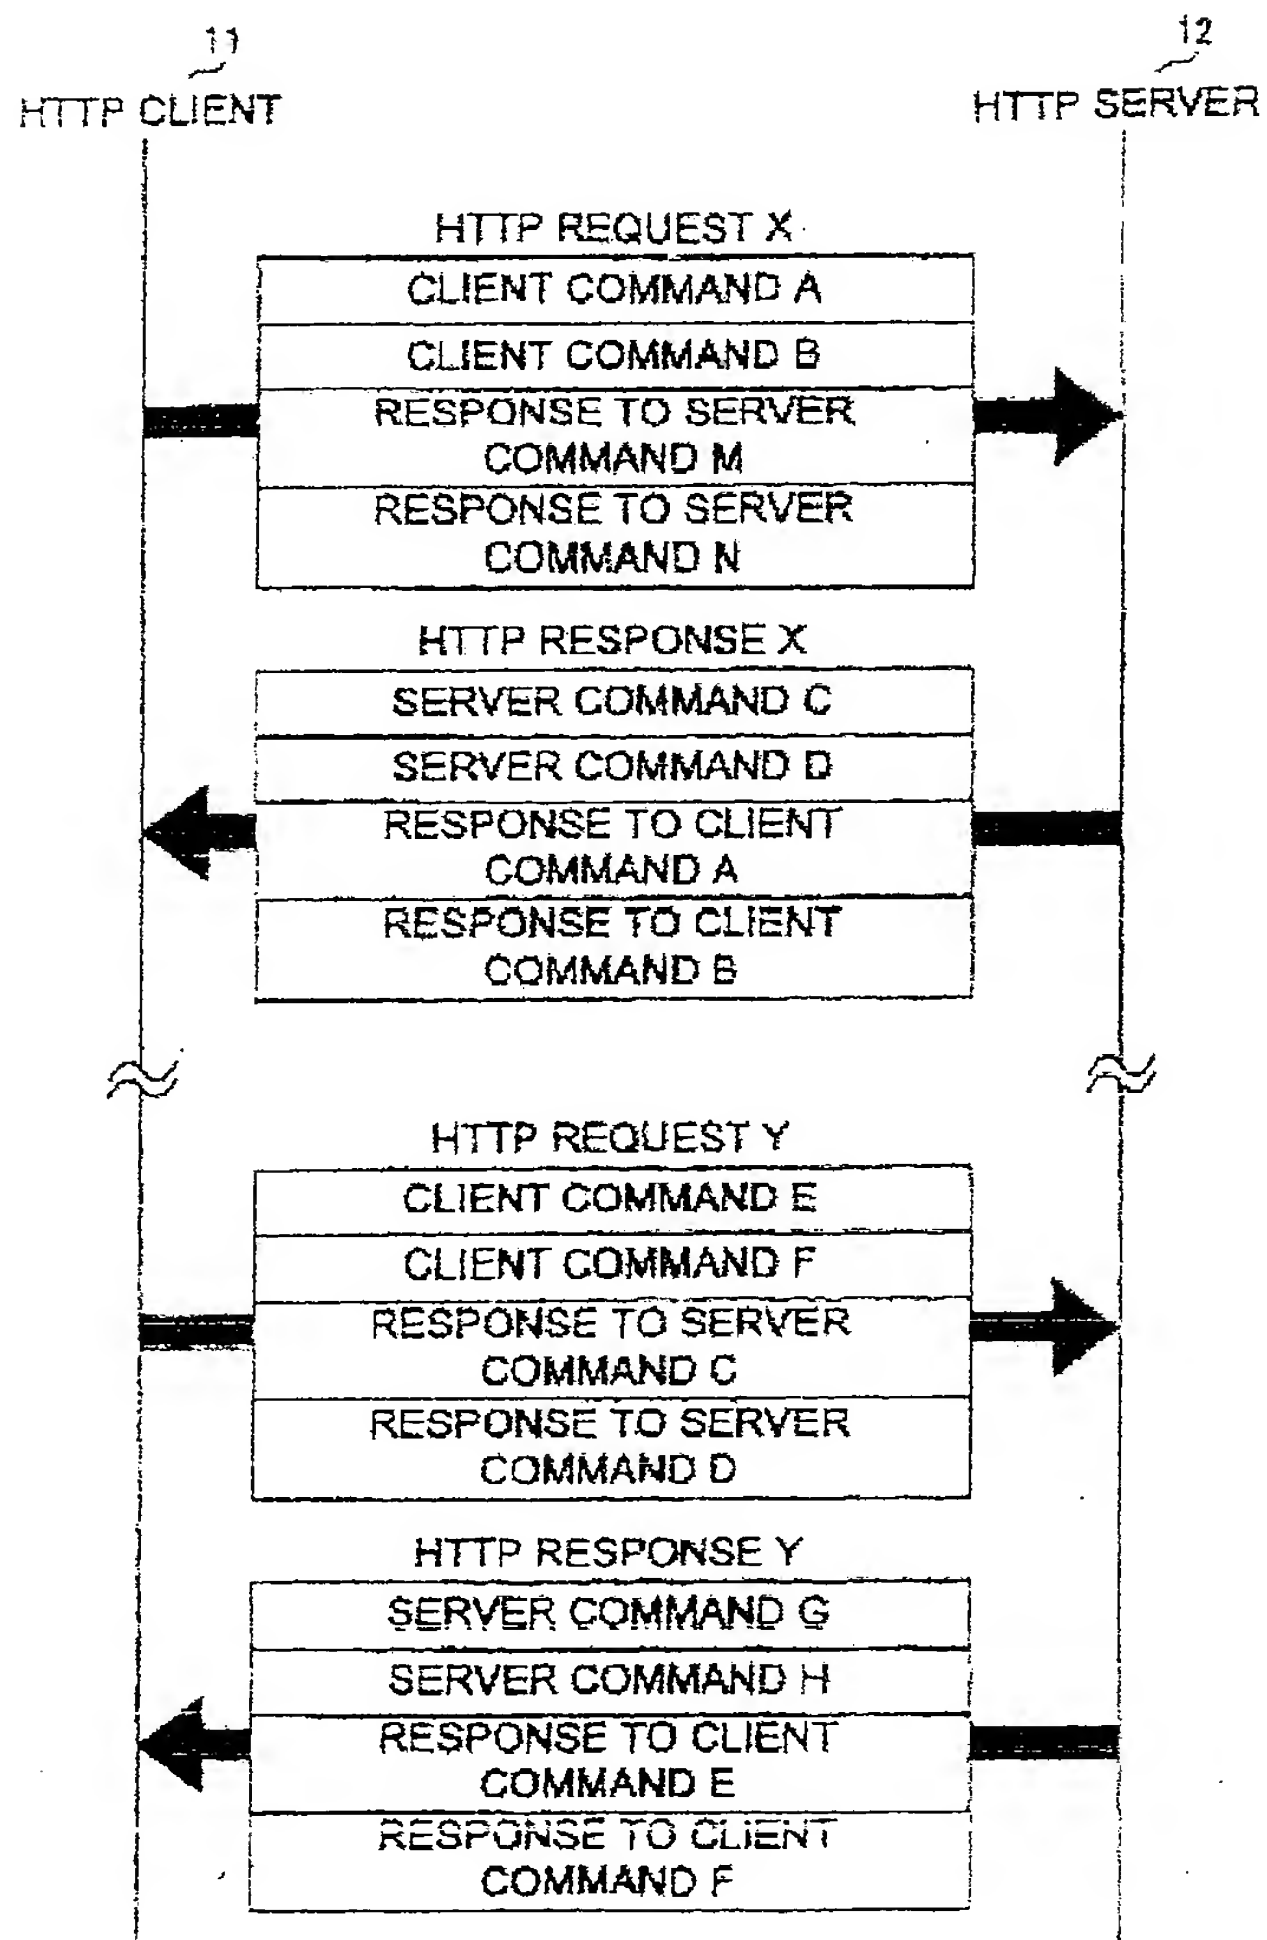 11
12
HTTP CLIENT
HTTP SERVER
HTTP REQUEST X
CLIENT COMMAND A
CLIENT COMMAND B
RESPONSE TO SERVER
COMMAND M
RESPONSE TO SERVER
COMMAND N
HTTP RESPONSE X
SERVER COMMAND C
SERVER COMMAND D
RESPONSE TO CLIENT
COMMAND A
RESPONSE TO CLIENT
COMMAND B
HTTP REQUEST Y
CLIENT COMMAND E
CLIENT COMMAND F
RESPONSE TO SERVER
COMMAND C
RESPONSE TO SERVER
COMMAND D
HTTP RESPONSE Y
SERVER COMMAND G
SERVER COMMAND H
RESPONSE TO CLIENT
COMMAND E
RESPONSE TO CLIENT
COMMAND F